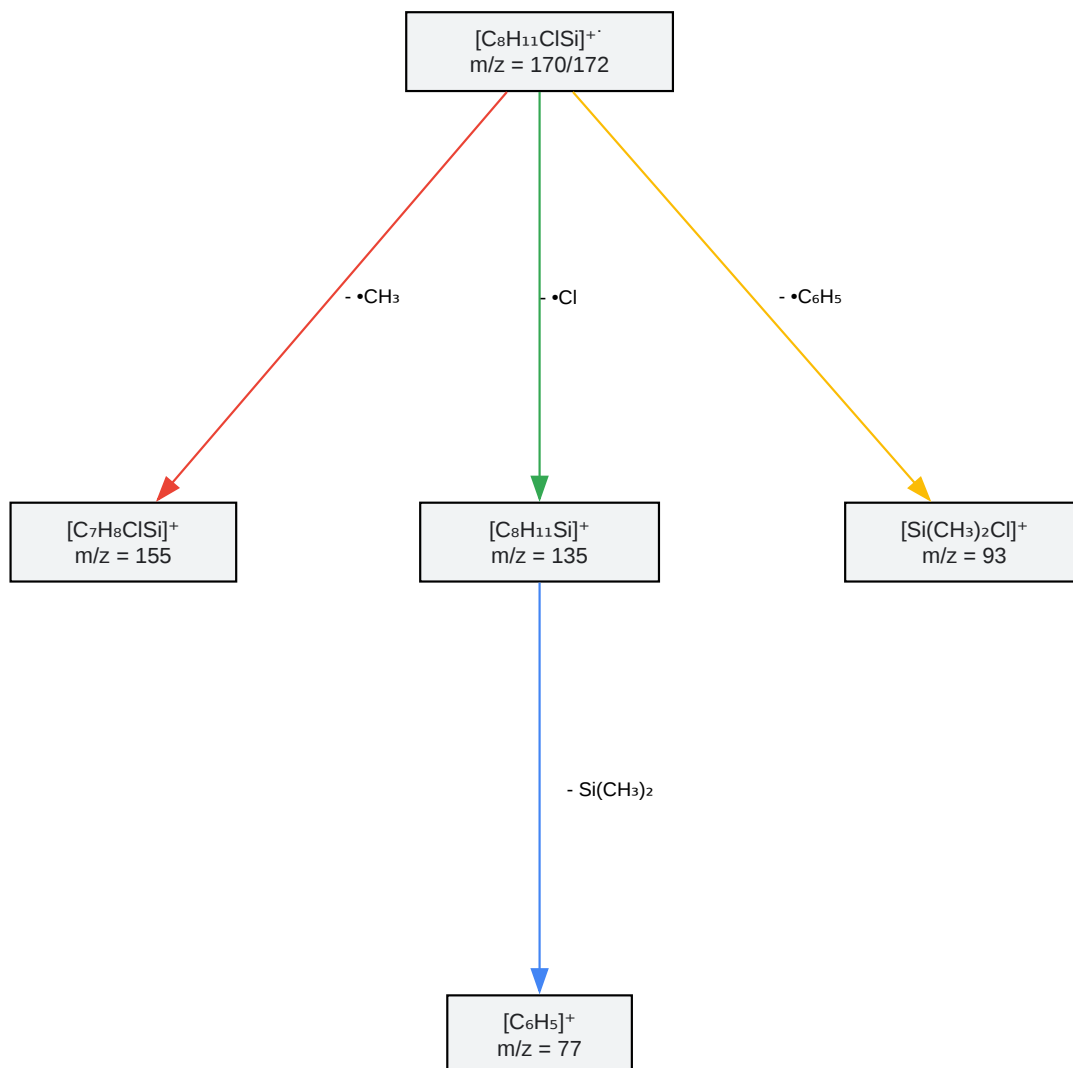 [C₈H₁₁ClSi]⁺˙
m/z = 170/172
- •CH₃
- •Cl
- •C₆H₅
[C₇H₈ClSi]⁺
m/z = 155
[C₈H₁₁Si]⁺
m/z = 135
[Si(CH₃)₂Cl]⁺
m/z = 93
- Si(CH₃)₂
[C₆H₅]⁺
m/z = 77